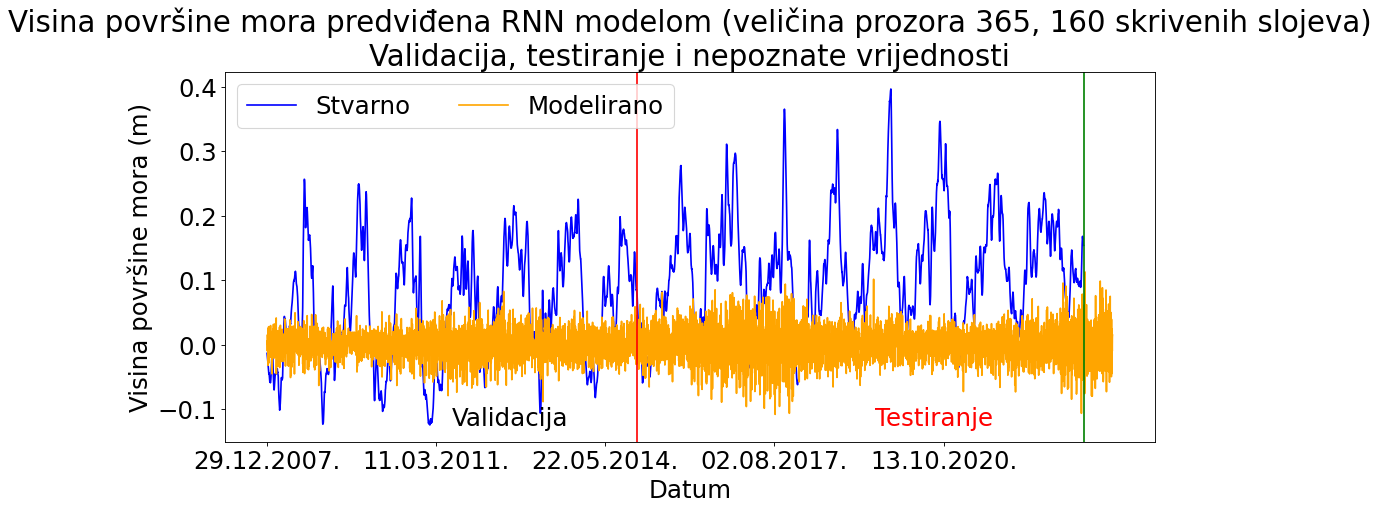 Visina površine mora predviđena RNN modelom (veličina prozora 365, 160 skrivenih slojeva)
Validacija, testiranje i nepoznate vrijednosti
Stvarno
Modelirano
Visina površine mora (m)
0.4
0.3
0.2
0.1
0.0
−0.1
Validacija
Testiranje
29.12.2007.
11.03.2011.
22.05.2014.
02.08.2017.
13.10.2020.
Datum